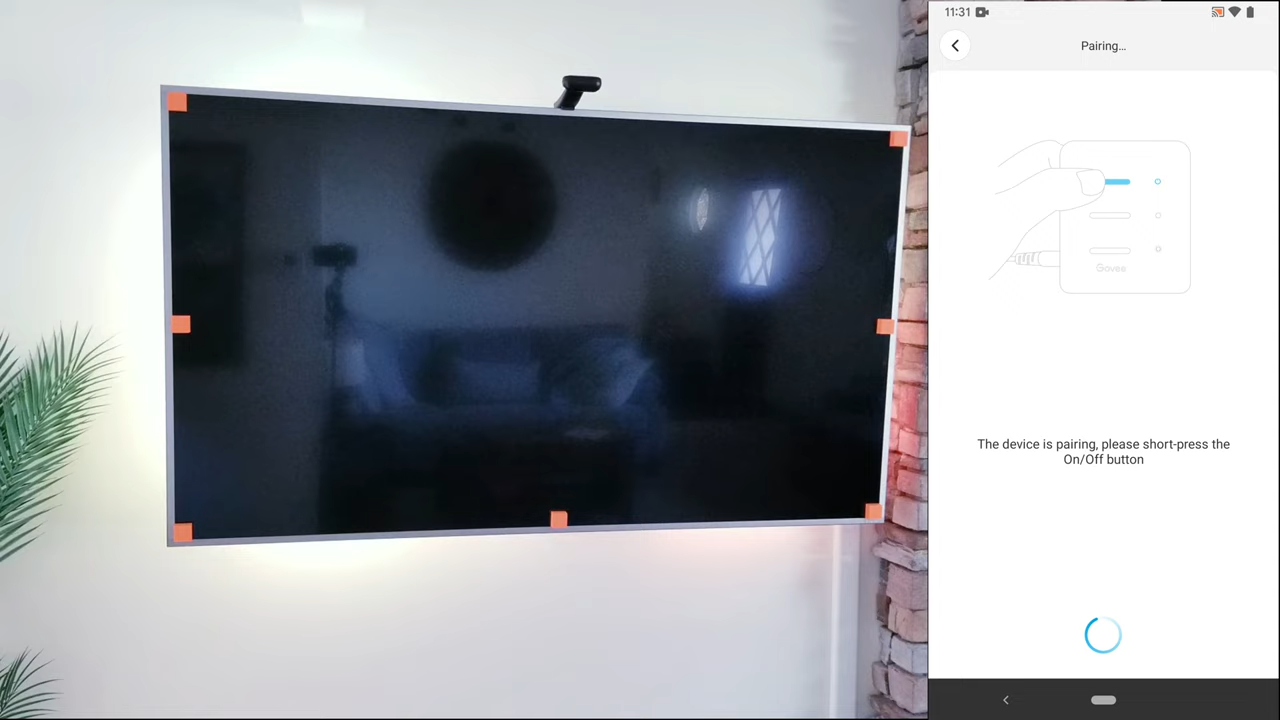 11:31
Pairing...
Govee
The device is pairing, please short-press the
On/Off button